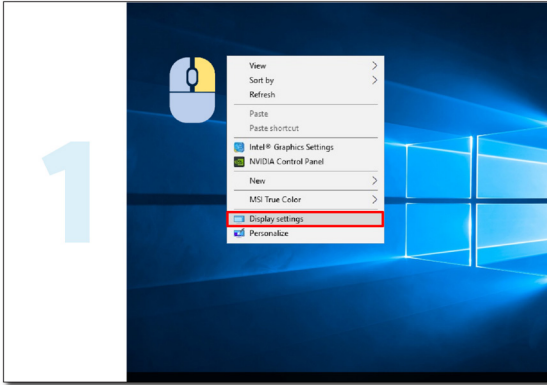 1
View
Sort by
Refresh
Paste
Paste shortcut
Intel® Graphics Settings
NVIDIA Control Panel
New
MSI True Color
Display settings
Personalize